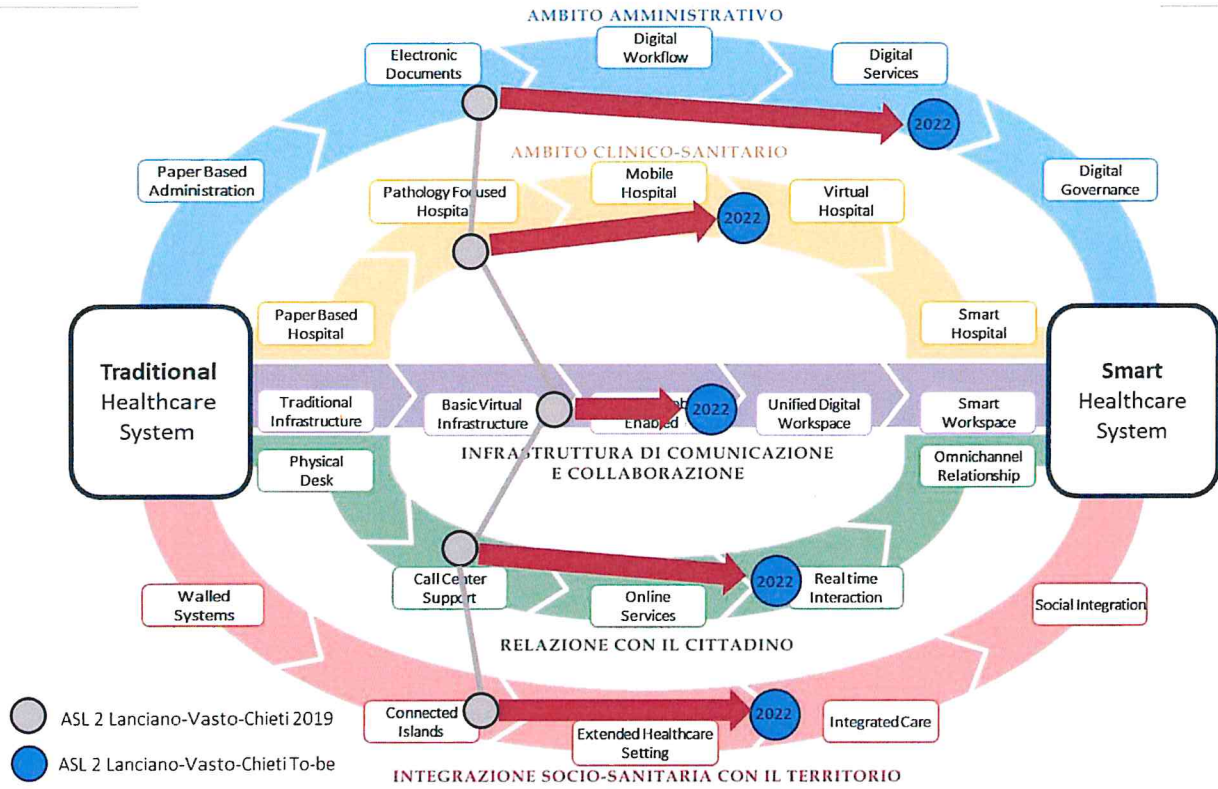 AMBITO AMMINISTRATIVO
Electronic
Documents
Digital
Workflow
Digital
Services
2022
Paper Based
Administration
Digital
Governance
AMBITO CLINICO-SANITARIO
Pathology Focused
Hospital
Mobile
Hospital
Virtual
Hospital
2022
Paper Based
Hospital
Smart
Hospital
Traditional
Healthcare
System
Smart
Healthcare
System
Traditional
Infrastructure
Basic Virtual
Infrastructure
Enabled
2022
Unified Digital
Workspace
Smart
Workspace
INFRASTRUTTURA DI COMUNICAZIONE
E COLLABORAZIONE
Physical
Desk
Omnichannel
Relationship
Call Center
Support
Online
Services
2022
Real time
Interaction
RELAZIONE CON IL CITTADINO
Walled
Systems
Social Integration
Connected
Islands
Extended Healthcare
Setting
2022
Integrated Care
INTEGRAZIONE SOCIO-SANITARIA CON IL TERRITORIO
ASL 2 Lanciano-Vasto-Chieti 2019
ASL 2 Lanciano-Vasto-Chieti To-be